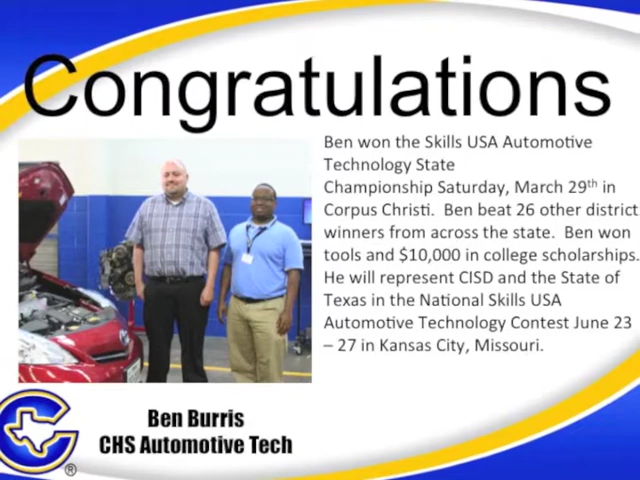 Congratulations
Ben won the Skills USA Automotive
Technology State
Championship Saturday, March 29th in
Corpus Christi.  Ben beat 26 other district
winners from across the state.  Ben won
tools and $10,000 in college scholarships.
He will represent CISD and the State of
Texas in the National Skills USA
Automotive Technology Contest June 23
– 27 in Kansas City, Missouri.
Ben Burris
CHS Automotive Tech
C
®